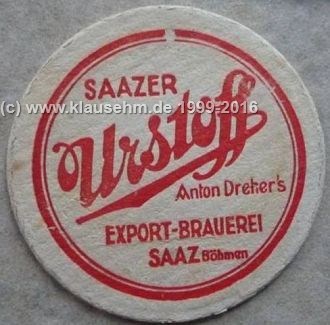 SAAZER
(c) www.klausehm.de 1999-2016
Urstoff
Anton Dreher's
EXPORT-BRAUEREI
SAAZ Böhmen